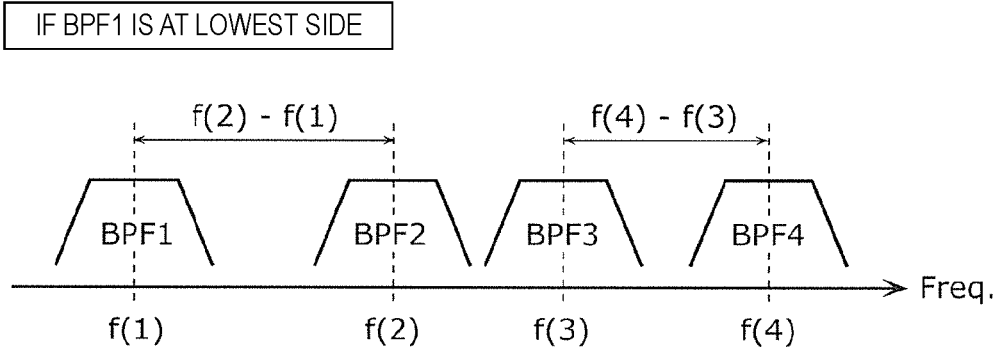 IF BPF1 IS AT LOWEST SIDE
f(2) - f(1) f(4) - f(3)
BPF1 BPF2 BPF3 BPF4
Freq.
f(1) f(2) f(3) f(4)